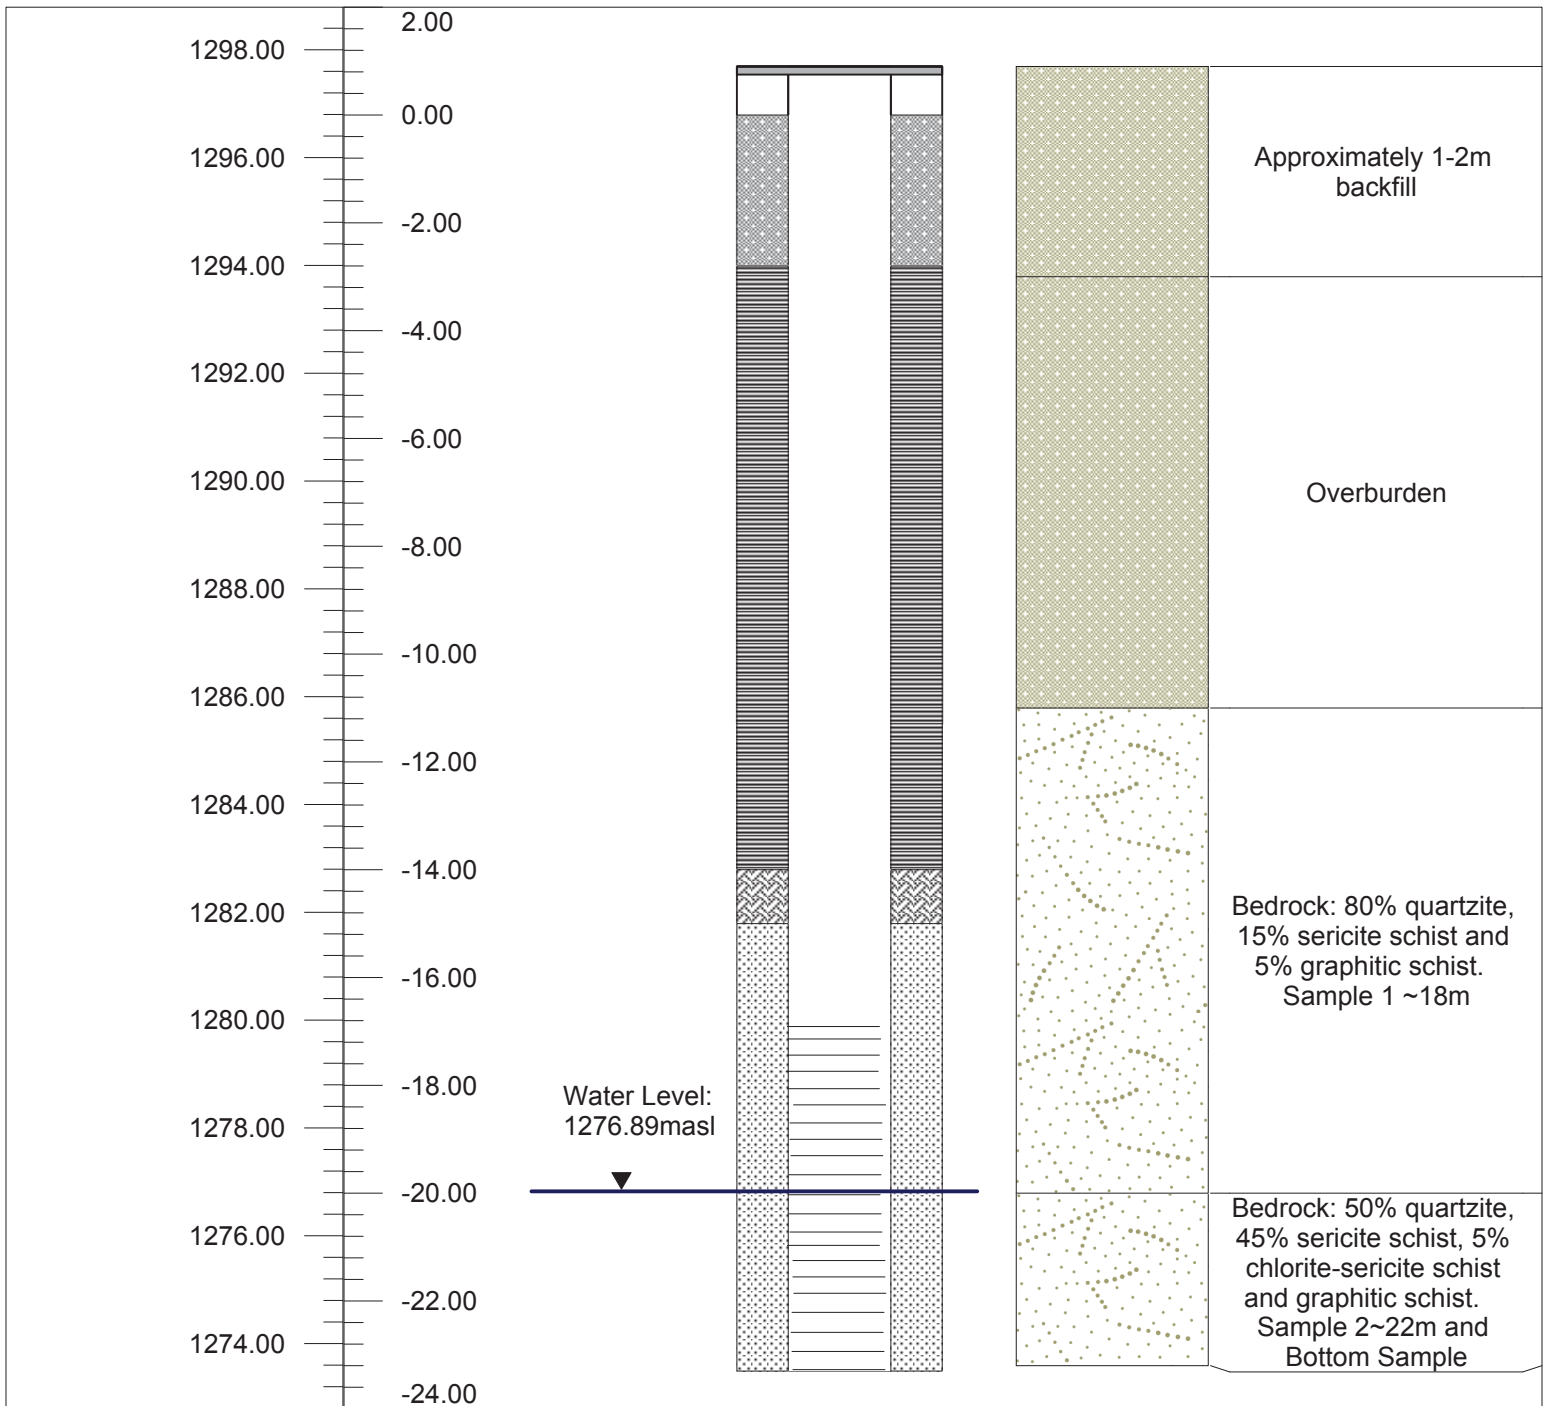 2.00
1298.00
0.00
1296.00
-2.00
1294.00
-4.00
1292.00
-6.00
1290.00
-8.00
1288.00
-10.00
1286.00
-12.00
1284.00
-14.00
1282.00
-16.00
1280.00
-18.00
1278.00
-20.00
1276.00
-22.00
1274.00
-24.00
Water Level:
1276.89masl
Approximately 1-2m
backfill
Overburden
Bedrock: 80% quartzite,
15% sericite schist and
5% graphitic schist.
Sample 1 ~18m
Bedrock: 50% quartzite,
45% sericite schist, 5%
chlorite-sericite schist
and graphitic schist.
Sample 2~22m and
Bottom Sample